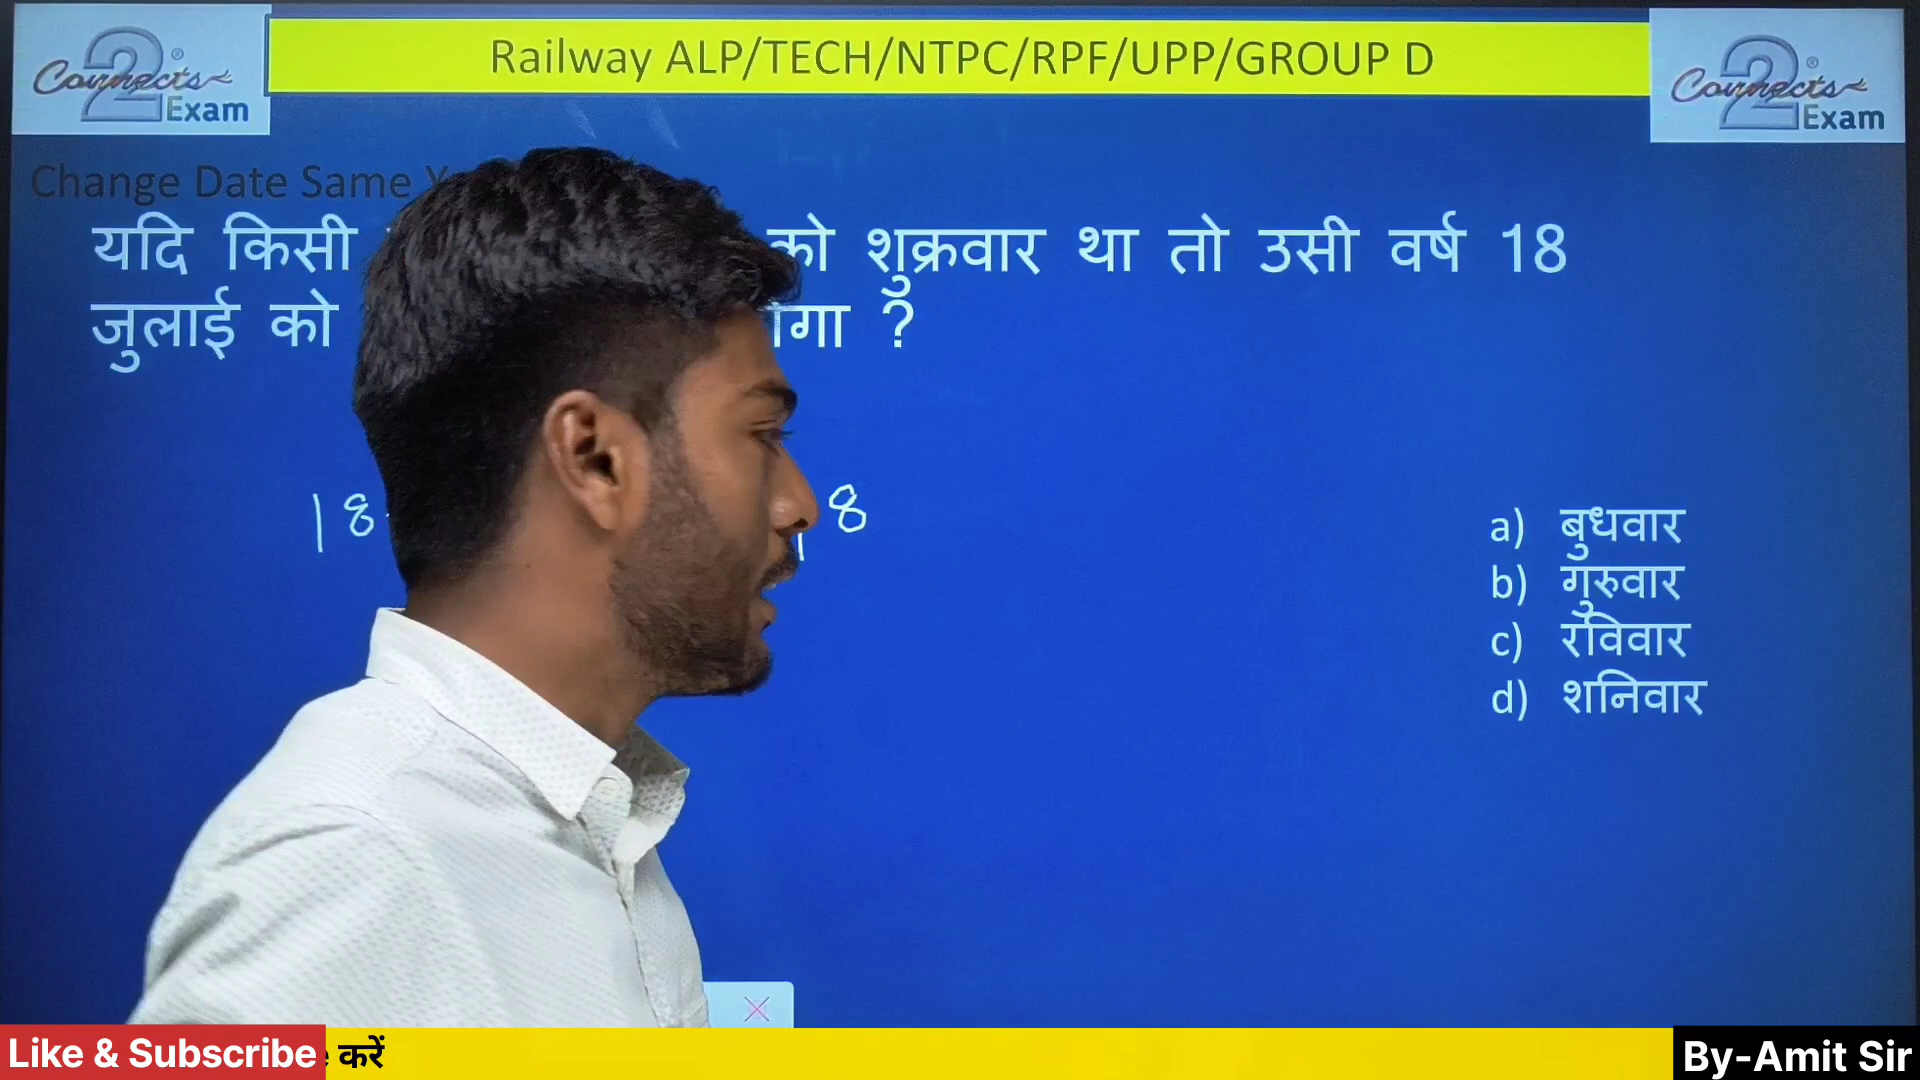 Connects 2 Exam
Railway ALP/TECH/NTPC/RPF/UPP/GROUP D
Connects 2 Exam
Change Date Same
यदि किसी को शुक्रवार था तो उसी वर्ष 18
जुलाई को ?
18 18
a) बुधवार
b) गुरुवार
c) रविवार
d) शनिवार
Like & Subscribe करें
By-Amit Sir